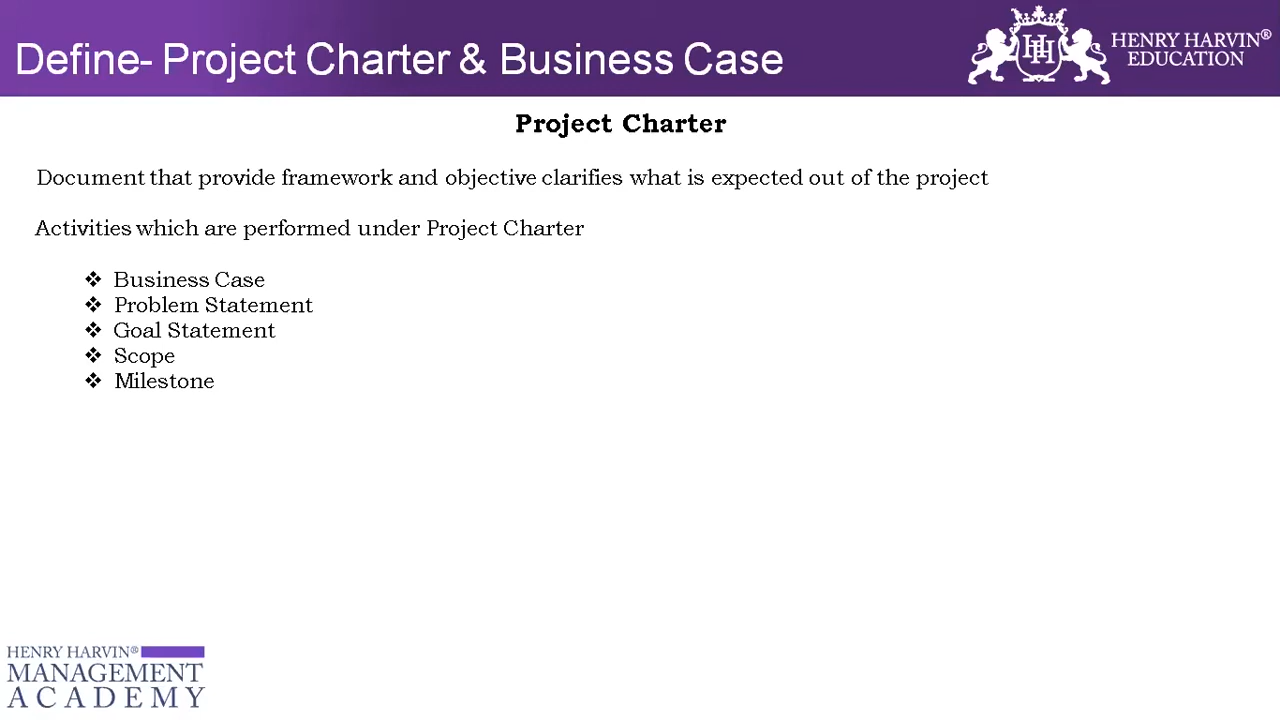 Define- Project Charter & Business Case
HENRY HARVIN®
EDUCATION
Project Charter
Document that provide framework and objective clarifies what is expected out of the project
Activities which are performed under Project Charter
❖ Business Case
❖ Problem Statement
❖ Goal Statement
❖ Scope
❖ Milestone
HENRY HARVIN®
MANAGEMENT
ACADEMY